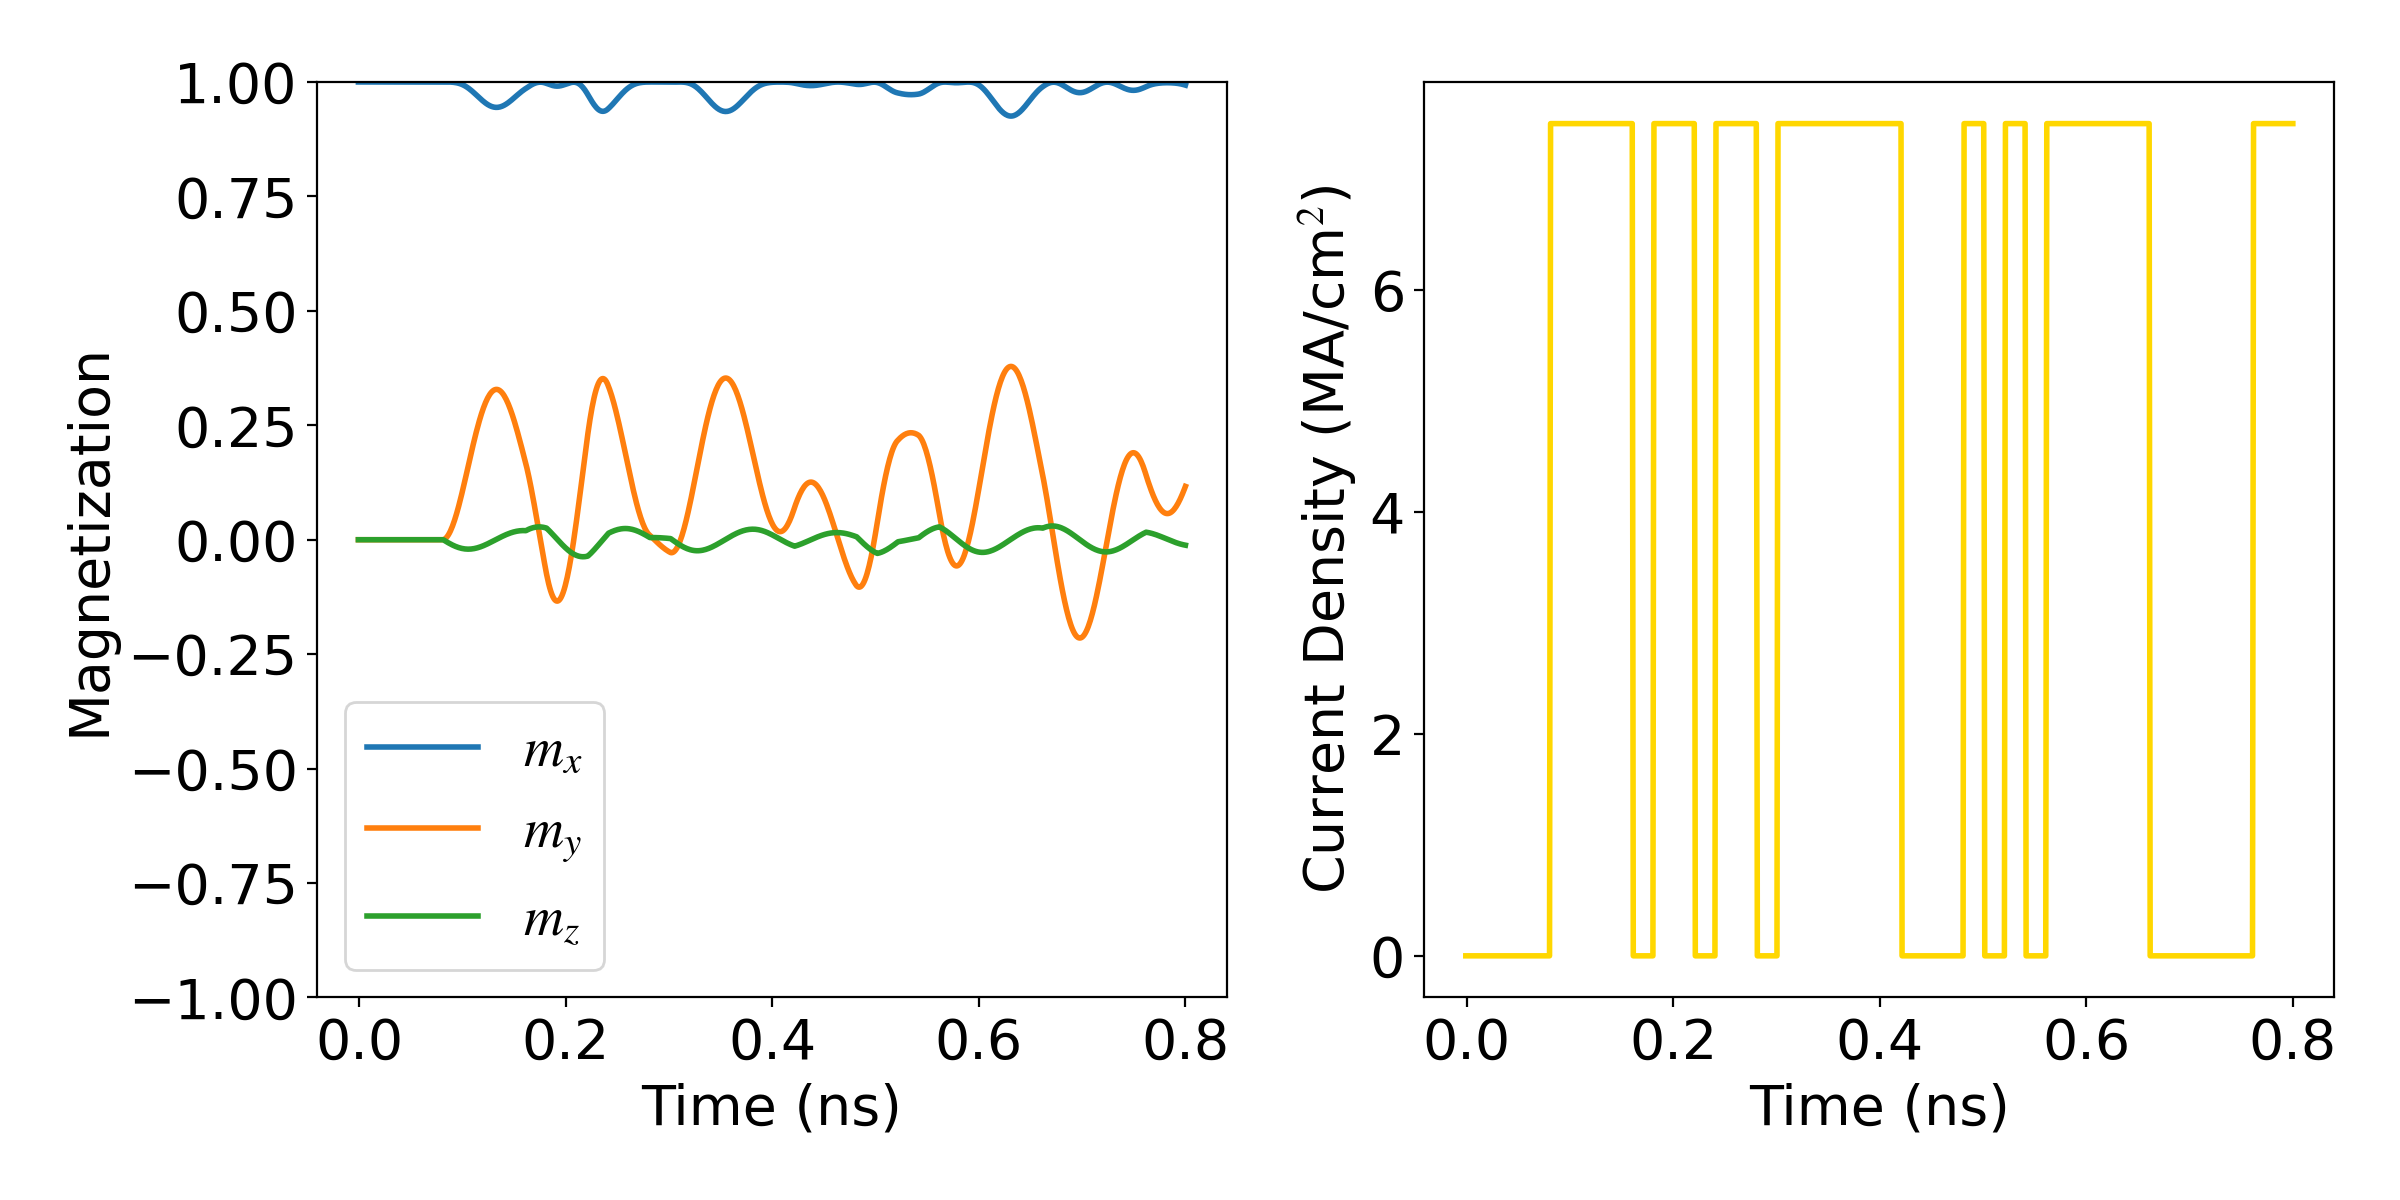 Magnetization
1.00
0.75
0.50
0.25
0.00
−0.25
−0.50
−0.75
−1.00
0.0 0.2 0.4 0.6 0.8
Time (ns)
m_x
m_y
m_z
Current Density (MA/cm²)
6
4
2
0
0.0 0.2 0.4 0.6 0.8
Time (ns)